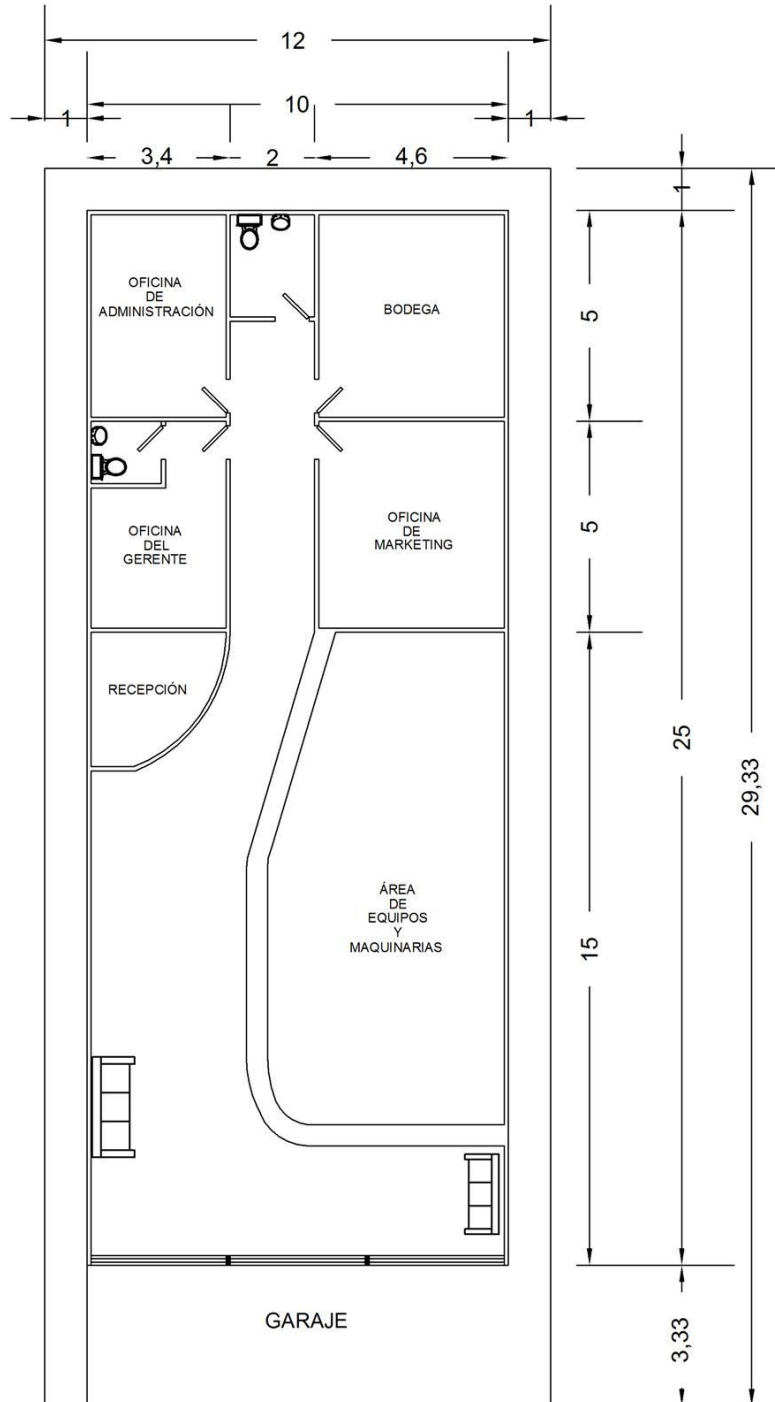 12
1
10
1
3,4
2
4,6
1
OFICINA
DE
ADMINISTRACIÓN
BODEGA
5
OFICINA
DEL
GERENTE
OFICINA
DE
MARKETING
5
RECEPCIÓN
25
29,33
ÁREA
DE
EQUIPOS
Y
MAQUINARIAS
15
GARAJE
3,33